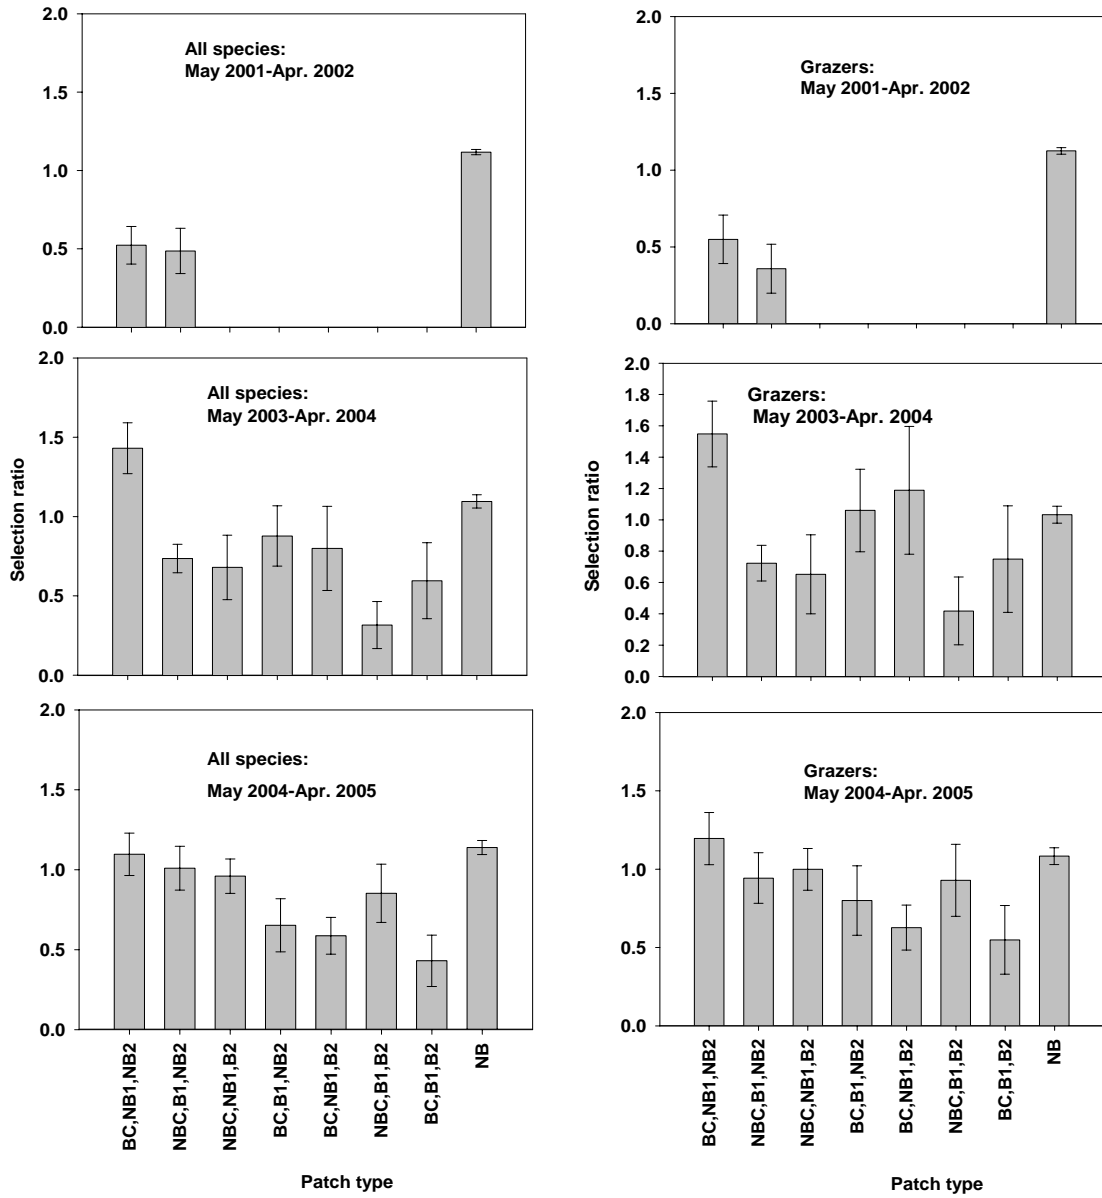 2.0
1.5
1.0
0.5
0.0
All species:
May 2001-Apr. 2002
2.0
1.5
1.0
0.5
0.0
Grazers:
May 2001-Apr. 2002
2.0
1.5
1.0
0.5
0.0
Selection ratio
All species:
May 2003-Apr. 2004
2.0
1.8
1.6
1.4
1.2
1.0
0.8
0.6
0.4
0.2
0.0
Selection ratio
Grazers:
May 2003-Apr. 2004
2.0
1.5
1.0
0.5
0.0
All species:
May 2004-Apr. 2005
BC,NB1,NB2
NBC,B1,NB2
NBC,NB1,B2
BC,B1,NB2
BC,NB1,B2
NBC,B1,B2
BC,B1,B2
NB
Patch type
2.0
1.5
1.0
0.5
0.0
Grazers:
May 2004-Apr. 2005
BC,NB1,NB2
NBC,B1,NB2
NBC,NB1,B2
BC,B1,NB2
BC,NB1,B2
NBC,B1,B2
BC,B1,B2
NB
Patch type